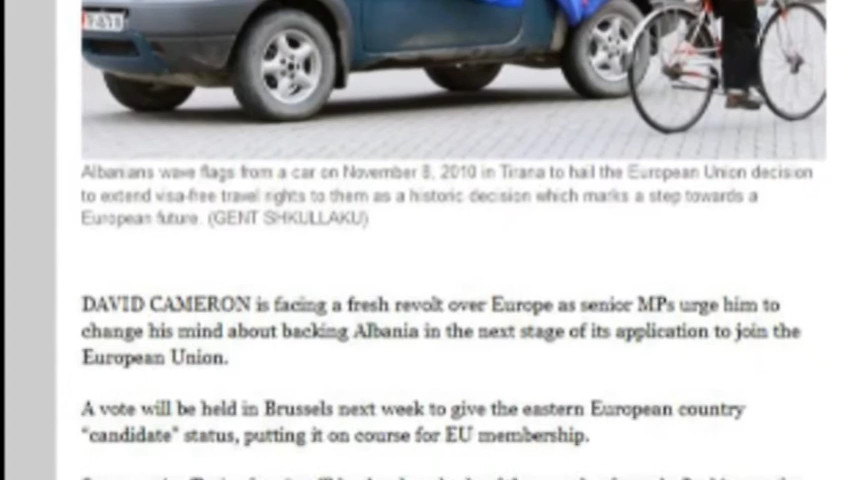 Albanians wave flags from a car on November 8, 2010 in Tirana to hail the European Union decision
to extend visa-free travel rights to them as a historic decision which marks a step towards a
European future. (GENT SHKULLAKU)
DAVID CAMERON is facing a fresh revolt over Europe as senior MPs urge him to
change his mind about backing Albania in the next stage of its application to join the
European Union.
A vote will be held in Brussels next week to give the eastern European country
"candidate" status, putting it on course for EU membership.